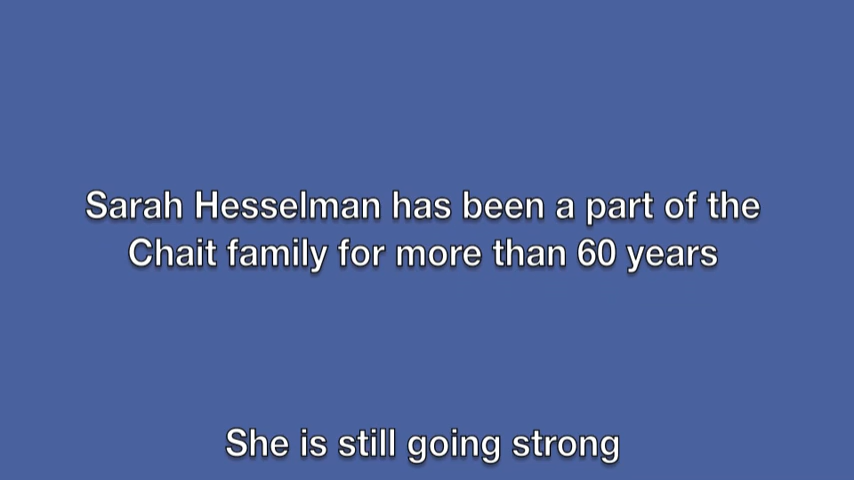 Sarah Hesselman has been a part of the
Chait family for more than 60 years
She is still going strong